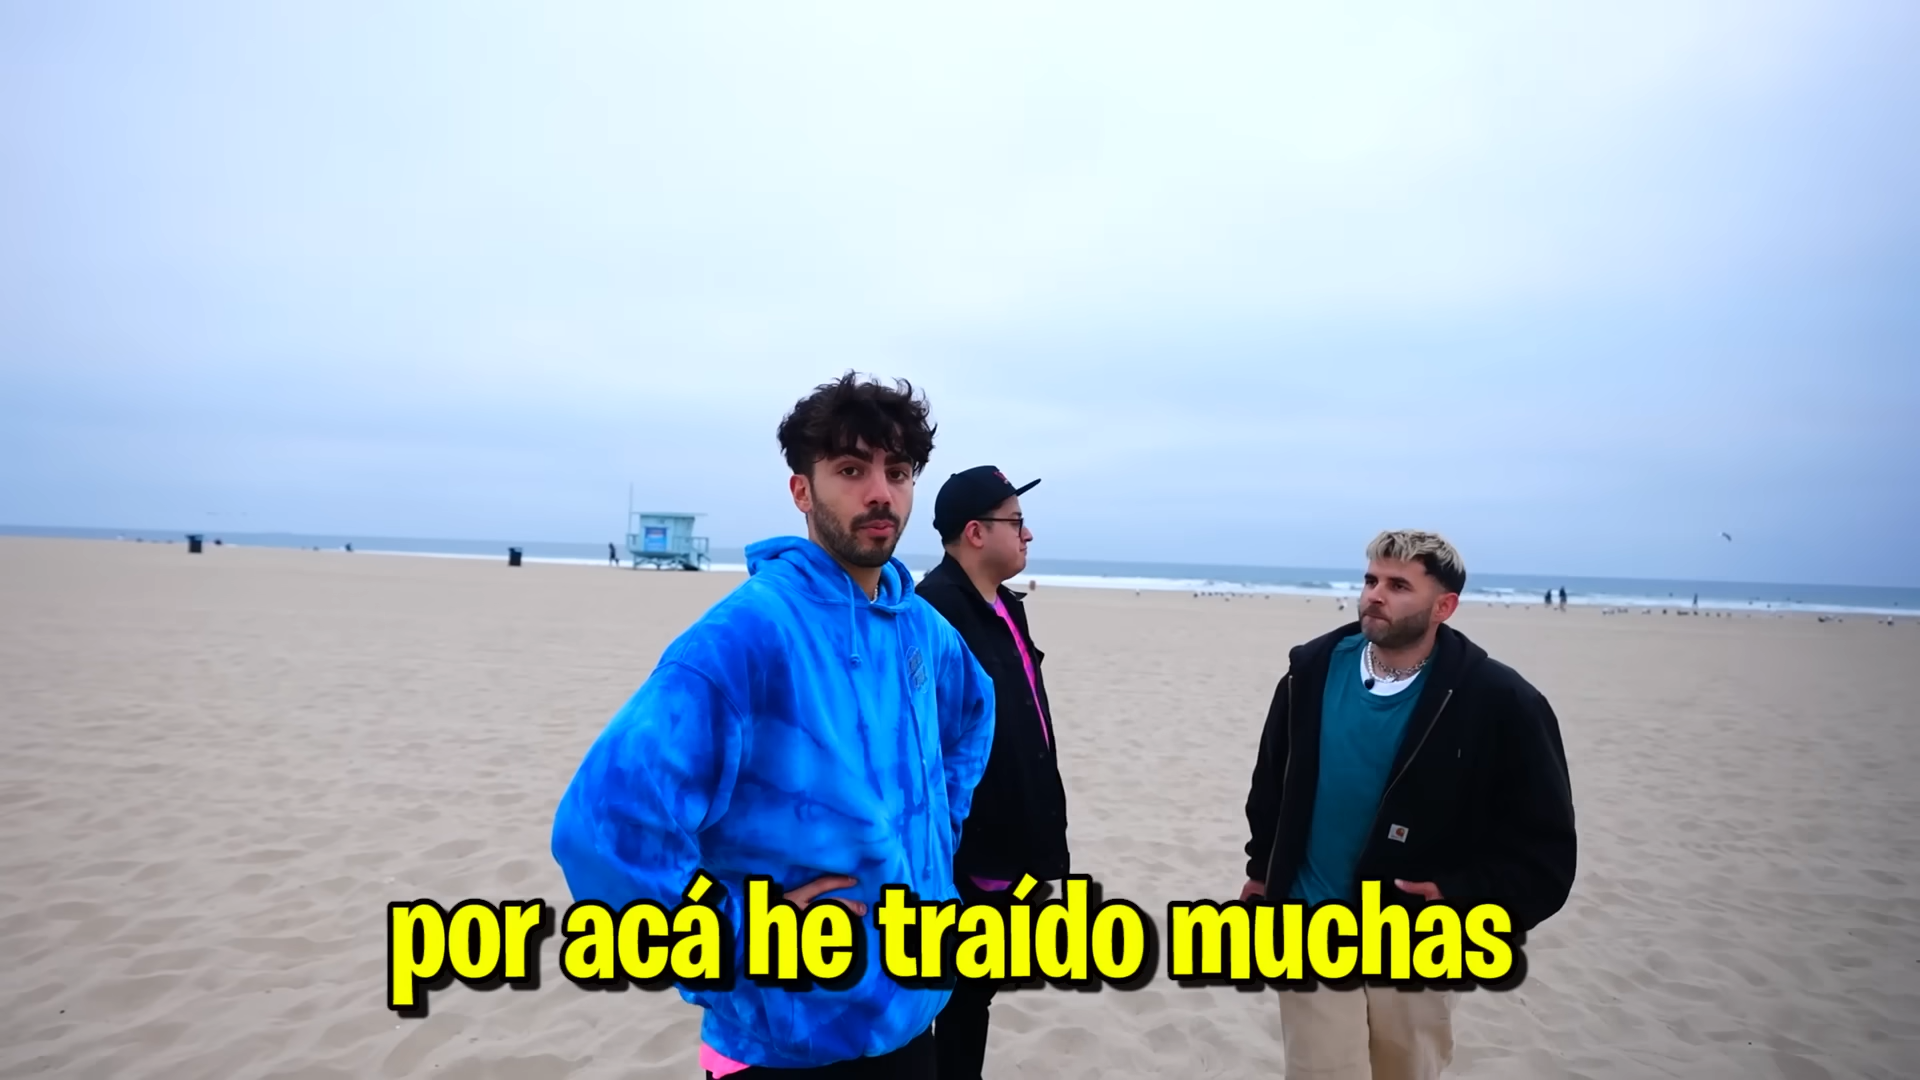 por acá he traído muchas